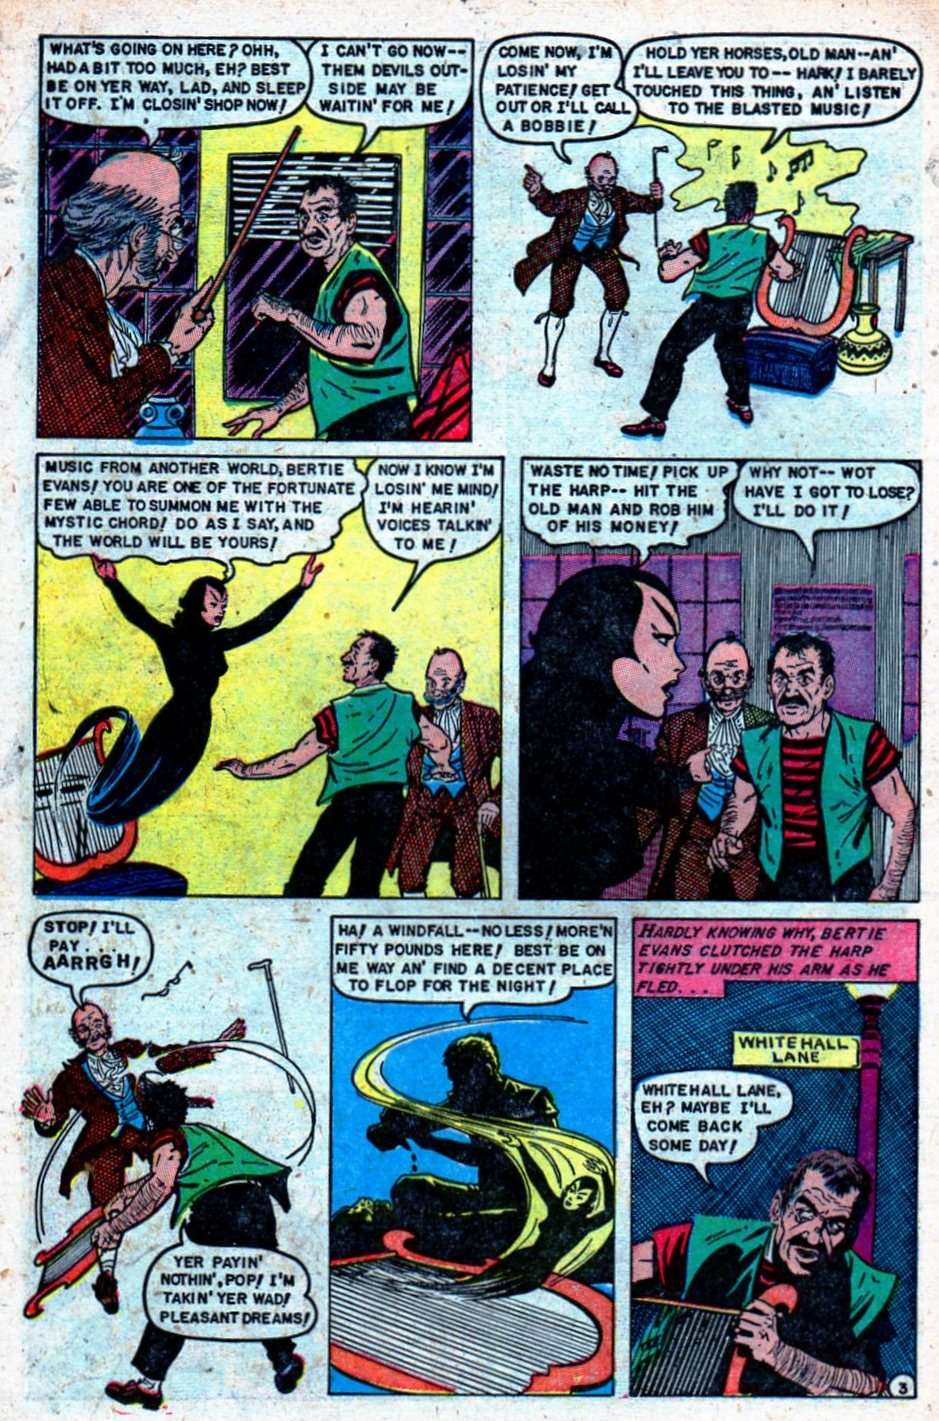 WHAT'S GOING ON HERE? OHH,
HAD A BIT TOO MUCH, EH? BEST
BE ON YER WAY, LAD, AND SLEEP
IT OFF. I'M CLOSIN' SHOP NOW!
I CAN'T GO NOW--
THEM DEVILS OUT-
SIDE MAY BE
WAITIN' FOR ME!
COME NOW, I'M
LOSIN' MY
PATIENCE! GET
OUT OR I'LL CALL
A BOBBIE!
HOLD YER HORSES, OLD MAN--AN'
I'LL LEAVE YOU TO-- HARK! I BARELY
TOUCHED THIS THING, AN' LISTEN
TO THE BLASTED MUSIC!
MUSIC FROM ANOTHER WORLD, BERTIE
EVANS! YOU ARE ONE OF THE FORTUNATE
FEW ABLE TO SUMMON ME WITH THE
MYSTIC CHORD! DO AS I SAY, AND
THE WORLD WILL BE YOURS!
NOW I KNOW I'M
LOSIN' ME MIND!
I'M HEARIN'
VOICES TALKIN'
TO ME!
WASTE NO TIME! PICK UP
THE HARP-- HIT THE
OLD MAN AND ROB HIM
OF HIS MONEY!
WHY NOT-- WOT
HAVE I GOT TO LOSE?
I'LL DO IT!
STOP! I'LL
PAY . . .
AARRGH!
YER PAYIN'
NOTHIN', POP! I'M
TAKIN' YER WAD!
PLEASANT DREAMS!
HA! A WINDFALL--NO LESS! MORE'N
FIFTY POUNDS HERE! BEST BE ON
ME WAY AN' FIND A DECENT PLACE
TO FLOP FOR THE NIGHT!
HARDLY KNOWING WHY, BERTIE
EVANS CLUTCHED THE HARP
TIGHTLY UNDER HIS ARM AS HE
FLED. . .
WHITEHALL
LANE
WHITEHALL LANE,
EH? MAYBE I'LL
COME BACK
SOME DAY!
3